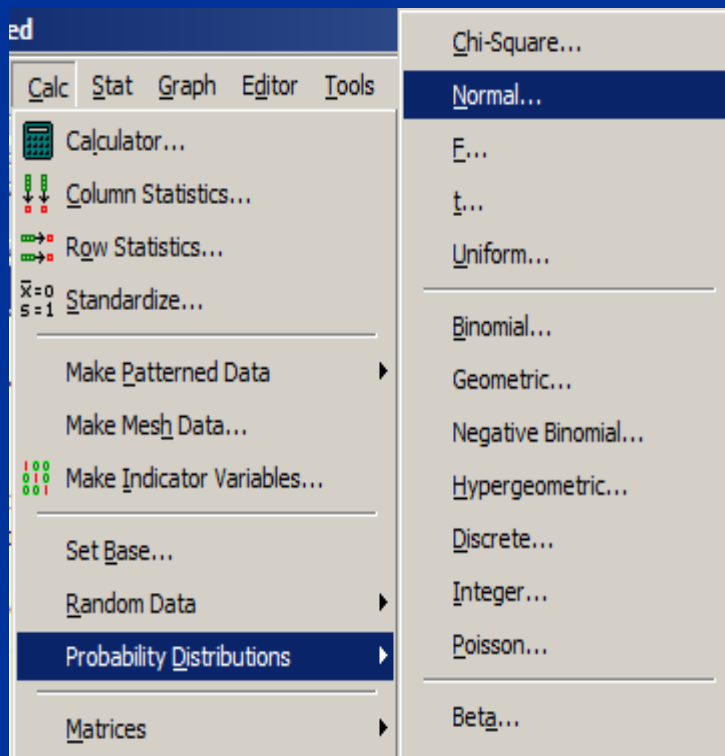 ed
Calc Stat Graph Editor Tools
Calculator...
Column Statistics...
Row Statistics...
x̄=0
s=1 Standardize...
Make Patterned Data
Make Mesh Data...
Make Indicator Variables...
Set Base...
Random Data
Probability Distributions
Matrices
Chi-Square...
Normal...
F...
t...
Uniform...
Binomial...
Geometric...
Negative Binomial...
Hypergeometric...
Discrete...
Integer...
Poisson...
Beta...